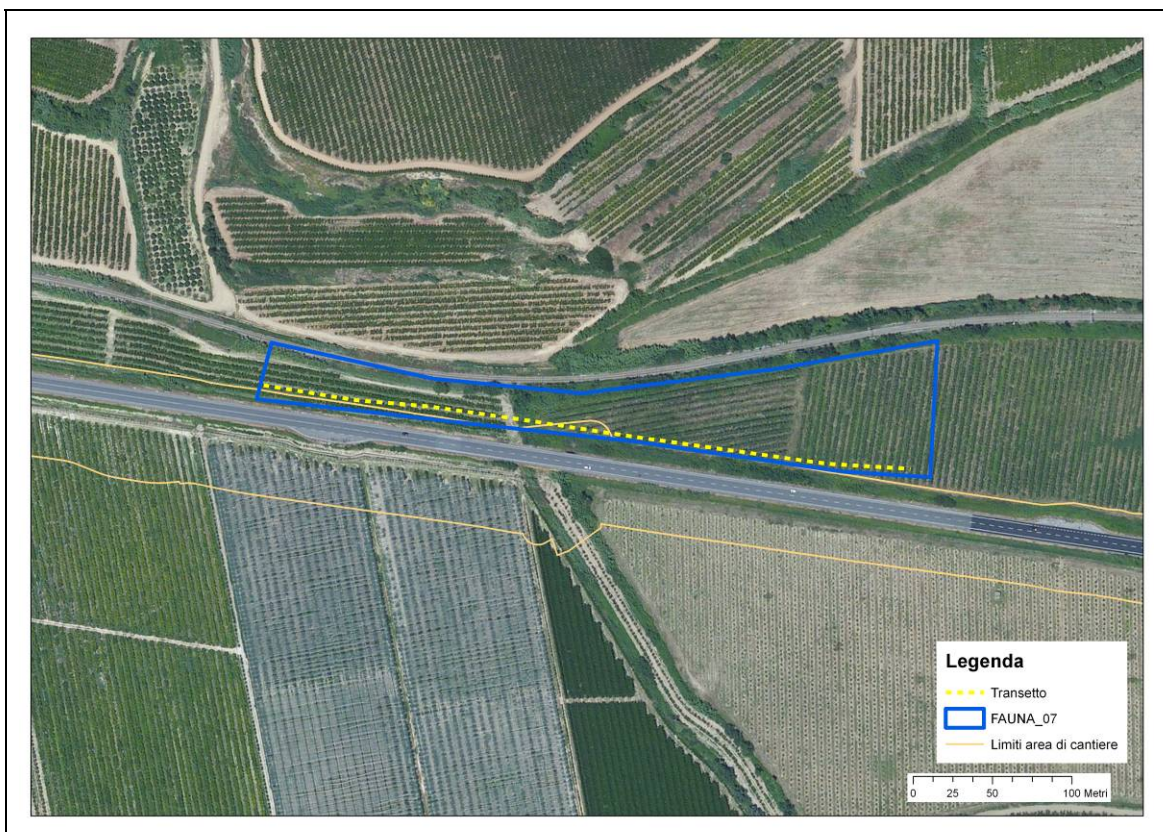 Legenda
Transetto
FAUNA_07
Limiti area di cantiere
0 25 50 100 Metri